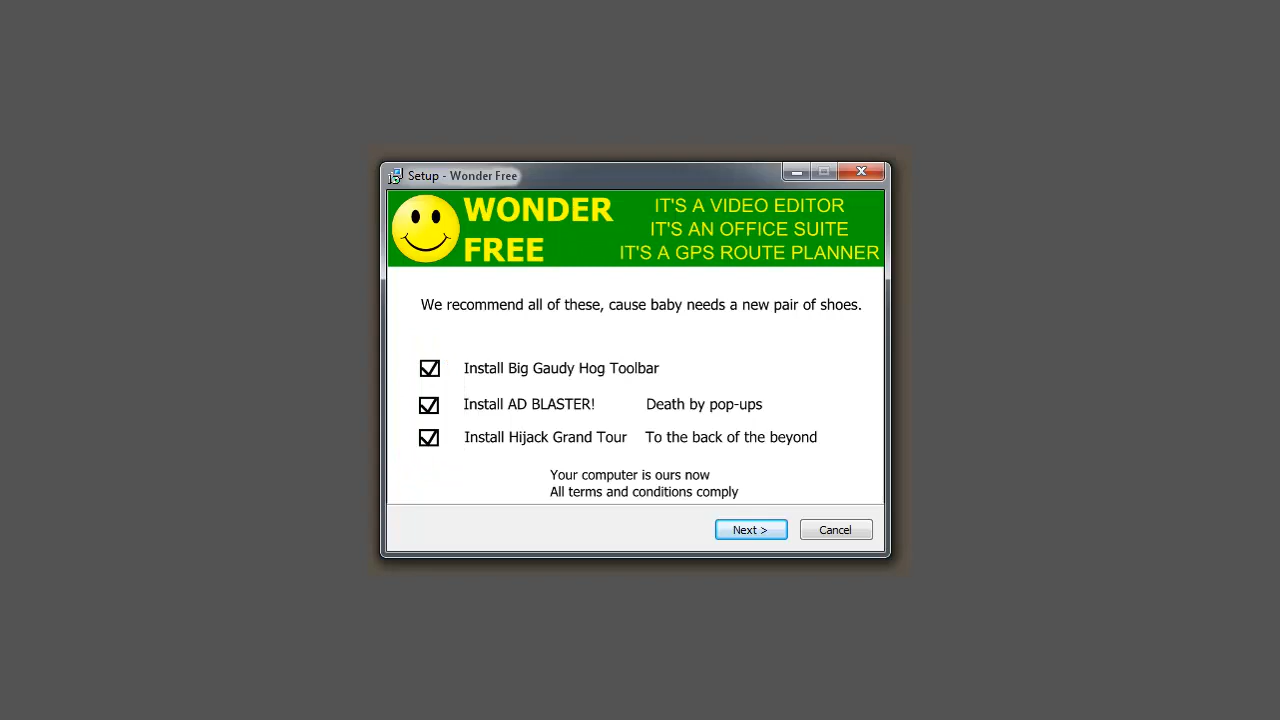 Setup - Wonder Free
WONDER
FREE
IT'S A VIDEO EDITOR
IT'S AN OFFICE SUITE
IT'S A GPS ROUTE PLANNER
We recommend all of these, cause baby needs a new pair of shoes.
Install Big Gaudy Hog Toolbar
Install AD BLASTER! Death by pop-ups
Install Hijack Grand Tour To the back of the beyond
Your computer is ours now
All terms and conditions comply
Next > Cancel